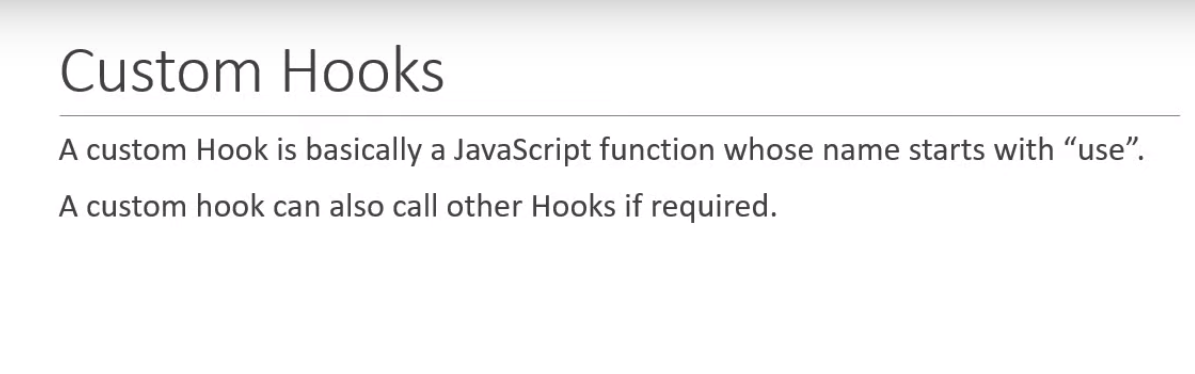 Custom Hooks
A custom Hook is basically a JavaScript function whose name starts with “use”.
A custom hook can also call other Hooks if required.